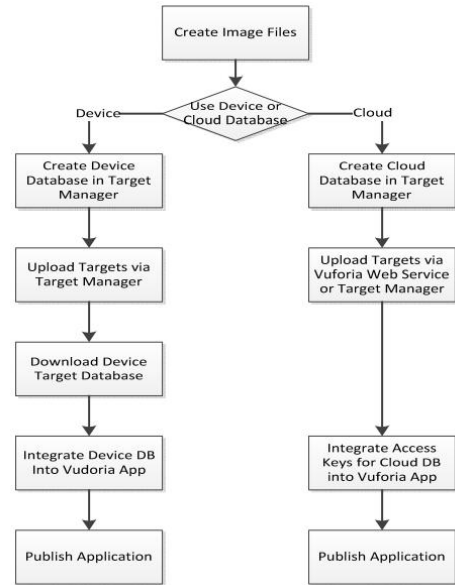 Create Image Files
Use Device or
Cloud Database
Device
Cloud
Create Device
Database in Target
Manager
Create Cloud
Database in Target
Manager
Upload Targets via
Target Manager
Upload Targets via
Vuforia Web Service
or Target Manager
Download Device
Target Database
Integrate Device DB
Into Vudoria App
Integrate Access
Keys for Cloud DB
into Vuforia App
Publish Application
Publish Application